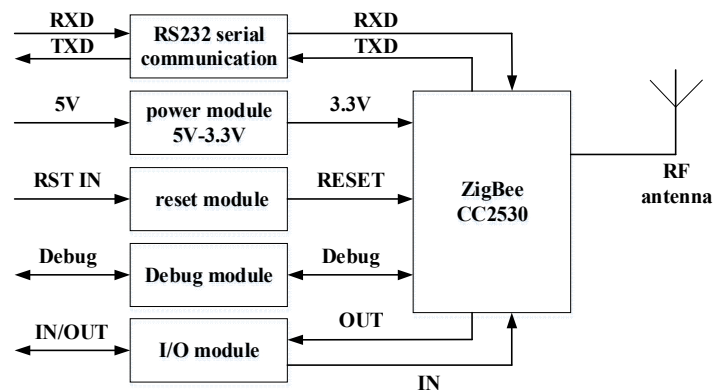 RXD
TXD
RS232 serial
communication
RXD
TXD
5V
power module
5V-3.3V
3.3V
RST IN
reset module
RESET
ZigBee
CC2530
RF
antenna
Debug
Debug module
Debug
IN/OUT
I/O module
OUT
IN